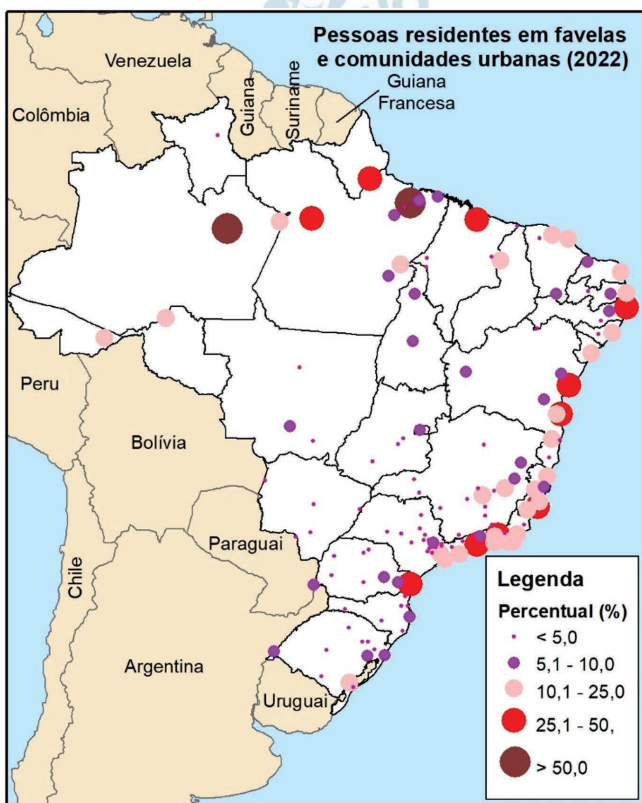 Pessoas residentes em favelas
e comunidades urbanas (2022)
Venezuela
Guiana
Suriname
Guiana
Francesa
Colômbia
Peru
Bolívia
Paraguai
Chile
Argentina
Uruguai
Legenda
Percentual (%)
< 5,0
5,1 - 10,0
10,1 - 25,0
25,1 - 50,
> 50,0